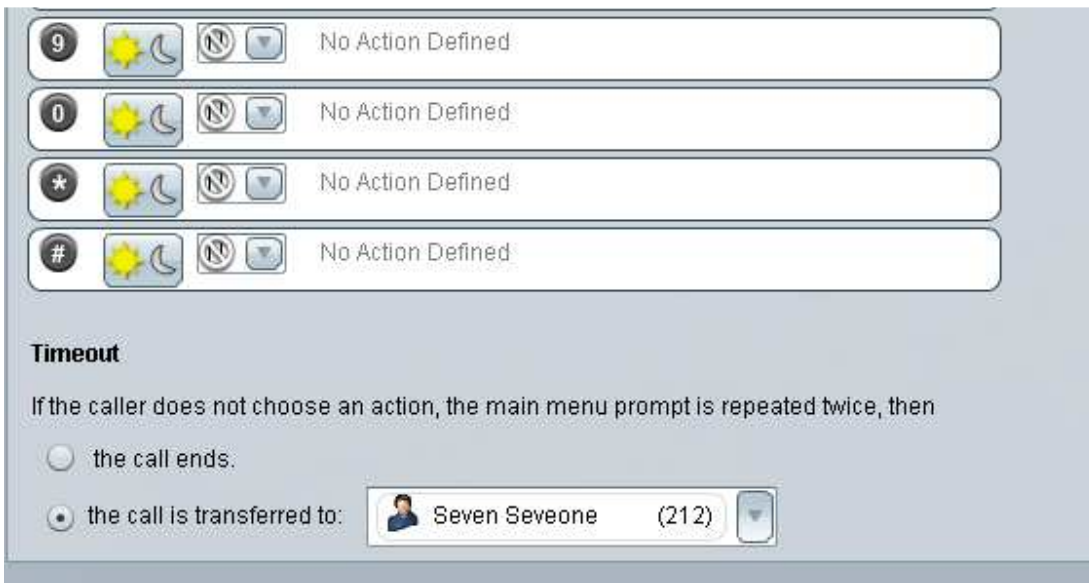 9 No Action Defined
0 No Action Defined
* No Action Defined
# No Action Defined
Timeout
If the caller does not choose an action, the main menu prompt is repeated twice, then
the call ends.
the call is transferred to: Seven Seveone (212)